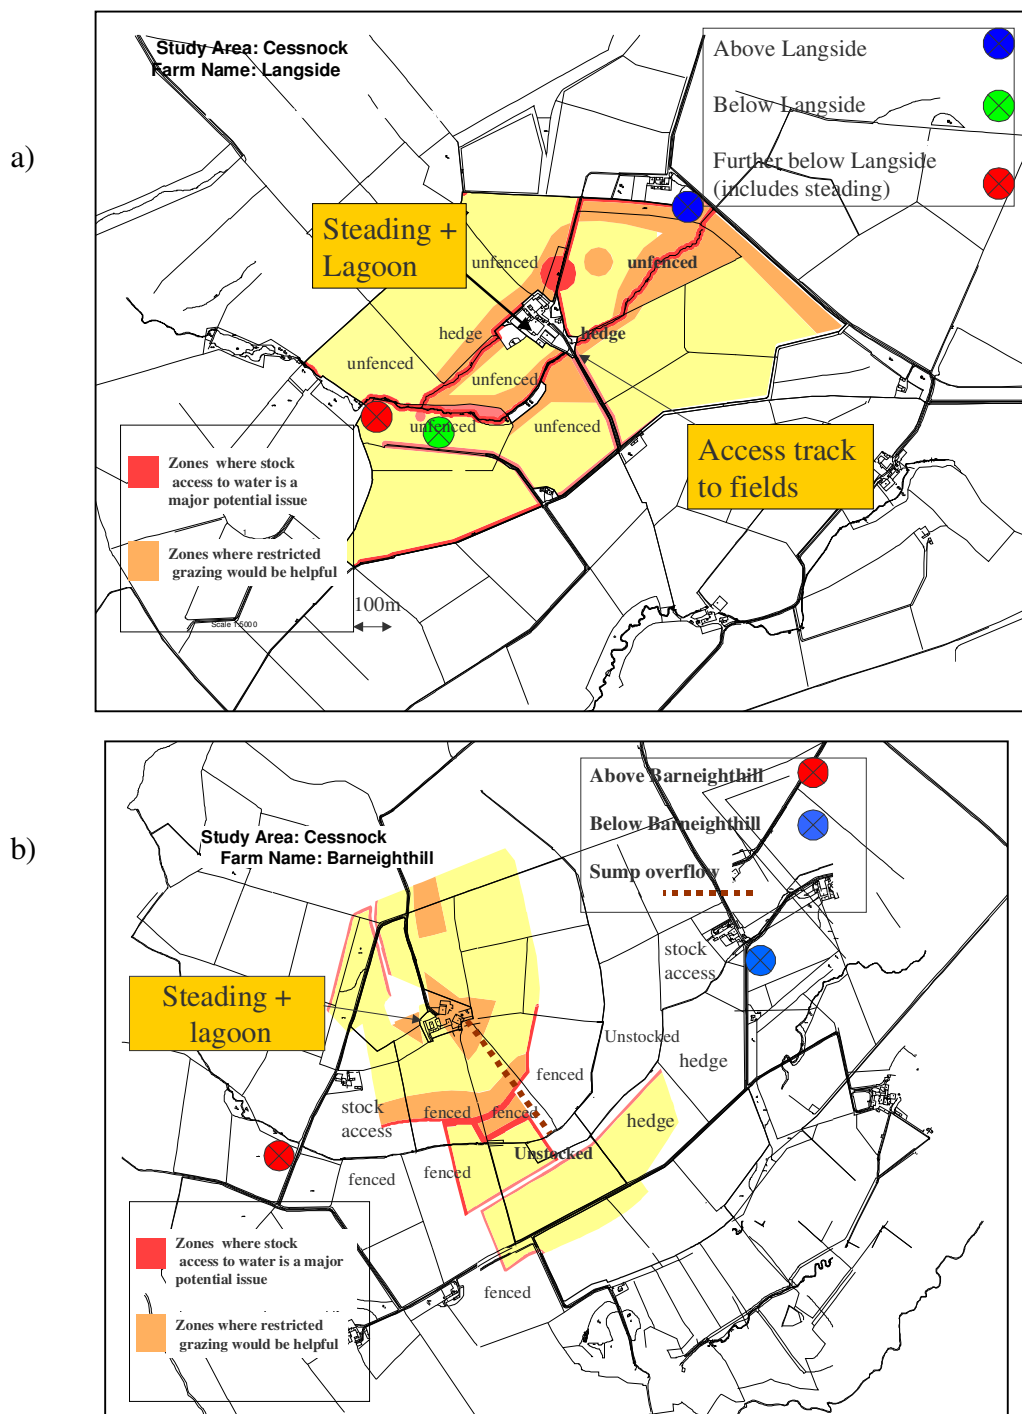 a)
Study Area: Cessnock
Farm Name: Langside
Above Langside
Below Langside
Further below Langside
(includes steading)
Steading +
Lagoon
unfenced
unfenced
hedge
hedge
unfenced
unfenced
unfenced
unfenced
Access track
to fields
Zones where stock
access to water is a
major potential issue
Zones where restricted
grazing would be helpful
Scale 1:5000
100m
b)
Study Area: Cessnock
Farm Name: Barneighthill
Above Barneighthill
Below Barneighthill
Sump overflow
stock
access
Steading +
lagoon
Unstocked
hedge
fenced
stock
access
fenced
fenced
hedge
Unstocked
fenced
fenced
fenced
Zones where stock
access to water is a major
potential issue
Zones where restricted
grazing would be helpful